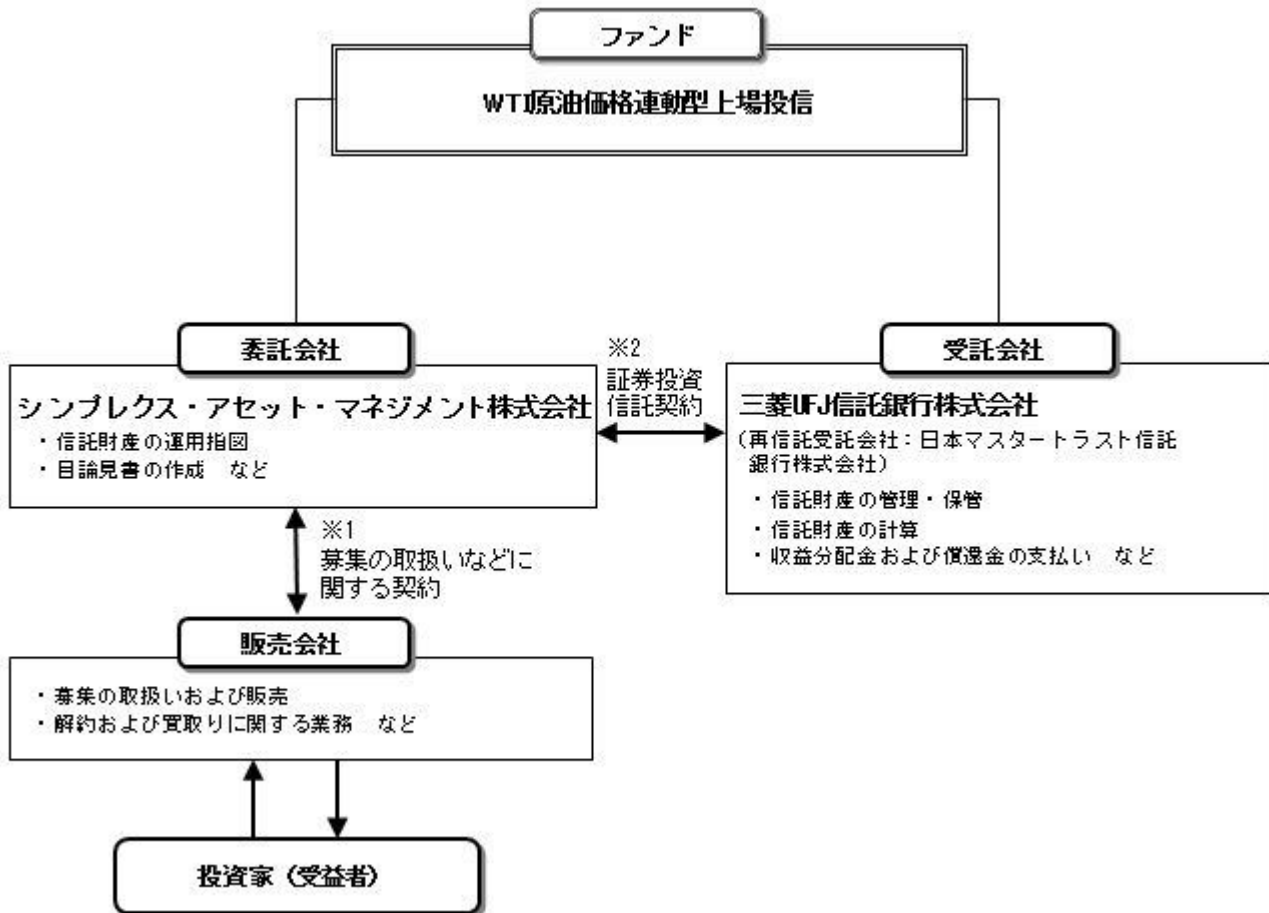 ファンド
WTI原油価格連動型上場投信
委託会社
シンプレクス・アセット・マネジメント株式会社
・信託財産の運用指図
・目論見書の作成 など
※2
証券投資
信託契約
受託会社
三菱UFJ信託銀行株式会社
(再信託受託会社:日本マスタートラスト信託
銀行株式会社)
・信託財産の管理・保管
・信託財産の計算
・収益分配金および償還金の支払い など
※1
募集の取扱いなどに
関する契約
販売会社
・募集の取扱いおよび販売
・解約および買取りに関する業務 など
投資家(受益者)